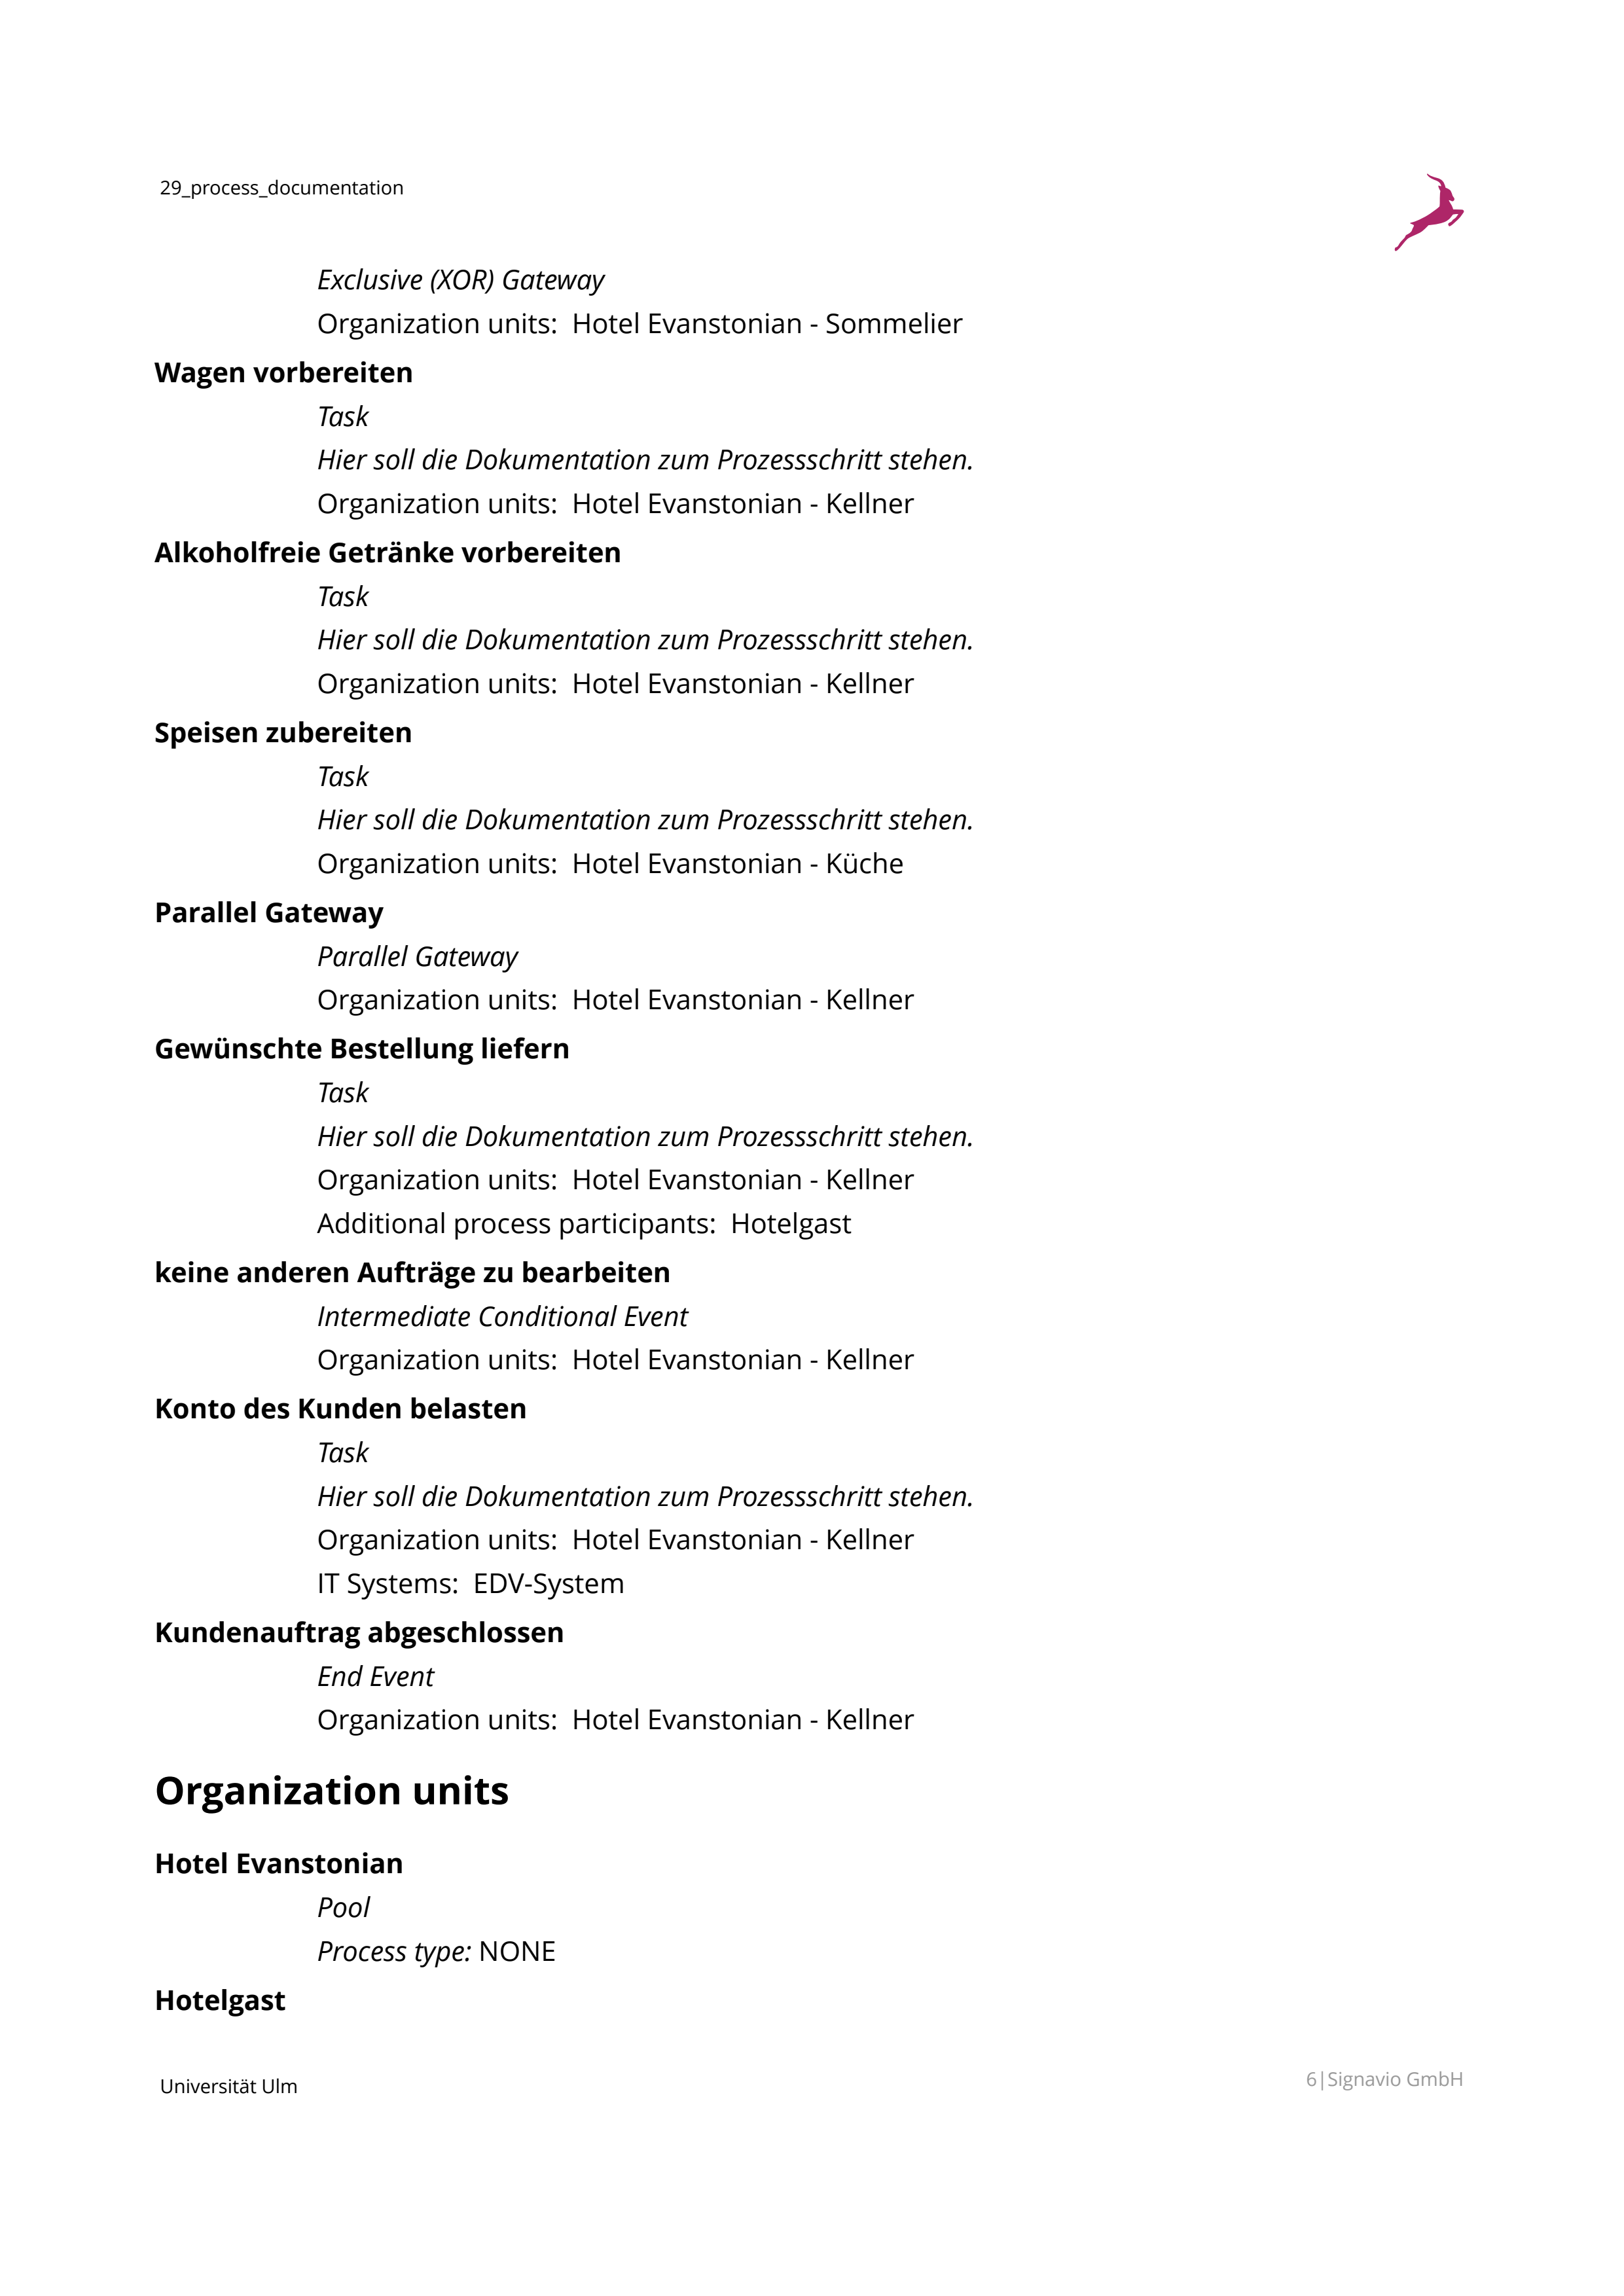 29_process_documentation
Exclusive (XOR) Gateway
Organization units: Hotel Evanstonian - Sommelier
Wagen vorbereiten
Task
Hier soll die Dokumentation zum Prozessschritt stehen.
Organization units: Hotel Evanstonian - Kellner
Alkoholfreie Getränke vorbereiten
Task
Hier soll die Dokumentation zum Prozessschritt stehen.
Organization units: Hotel Evanstonian - Kellner
Speisen zubereiten
Task
Hier soll die Dokumentation zum Prozessschritt stehen.
Organization units: Hotel Evanstonian - Küche
Parallel Gateway
Parallel Gateway
Organization units: Hotel Evanstonian - Kellner
Gewünschte Bestellung liefern
Task
Hier soll die Dokumentation zum Prozessschritt stehen.
Organization units: Hotel Evanstonian - Kellner
Additional process participants: Hotelgast
keine anderen Aufträge zu bearbeiten
Intermediate Conditional Event
Organization units: Hotel Evanstonian - Kellner
Konto des Kunden belasten
Task
Hier soll die Dokumentation zum Prozessschritt stehen.
Organization units: Hotel Evanstonian - Kellner
IT Systems: EDV-System
Kundenauftrag abgeschlossen
End Event
Organization units: Hotel Evanstonian - Kellner
Organization units
Hotel Evanstonian
Pool
Process type: NONE
Hotelgast
Universität Ulm
6|Signavio GmbH